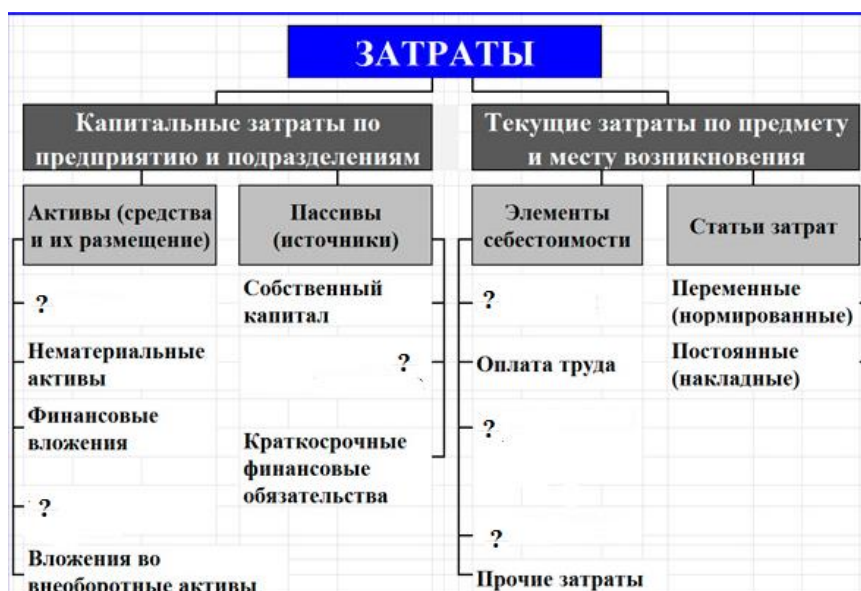 ЗАТРАТЫ
Капитальные затраты по
предприятию и подразделениям
Текущие затраты по предмету
и месту возникновения
Активы (средства
и их размещение)
Пассивы
(источники)
Элементы
себестоимости
Статьи затрат
?
Нематериальные
активы
Финансовые
вложения
?
Вложения во
внеоборотные активы
Собственный
капитал
?
Краткосрочные
финансовые
обязательства
?
Оплата труда
?
?
Прочие затраты
Переменные
(нормированные)
Постоянные
(накладные)